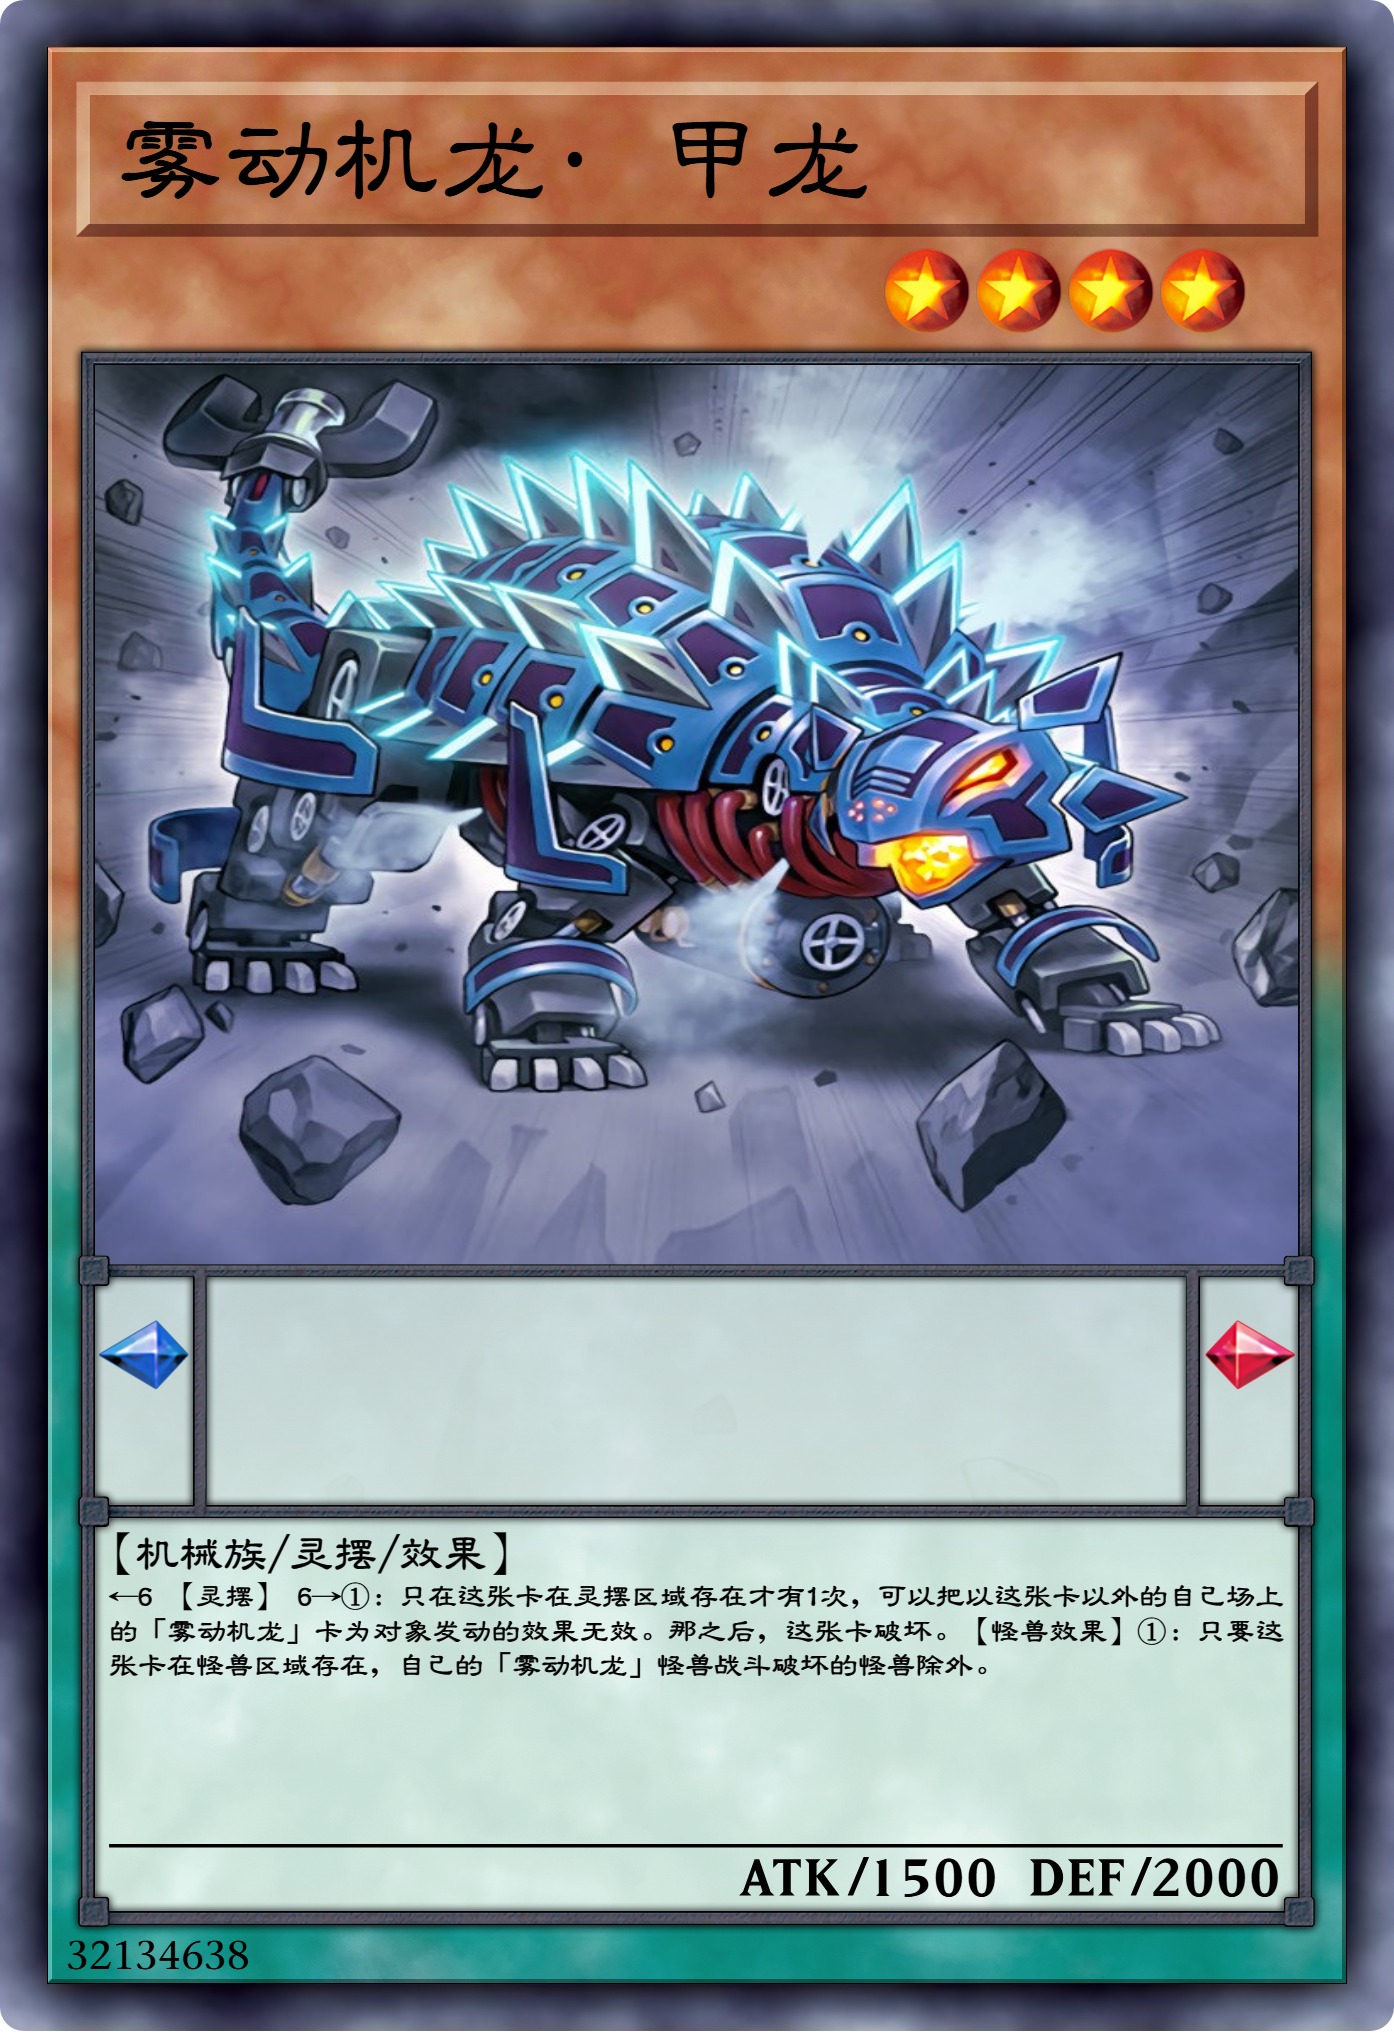 雾动机龙·甲龙
【机械族/灵摆/效果】
←6 【灵摆】 6→①：只在这张卡在灵摆区域存在才有1次，可以把以这张卡以外的自己场上
的「雾动机龙」卡为对象发动的效果无效。那之后，这张卡破坏。【怪兽效果】①：只要这
张卡在怪兽区域存在，自己的「雾动机龙」怪兽战斗破坏的怪兽除外。
ATK/1500 DEF/2000
32134638